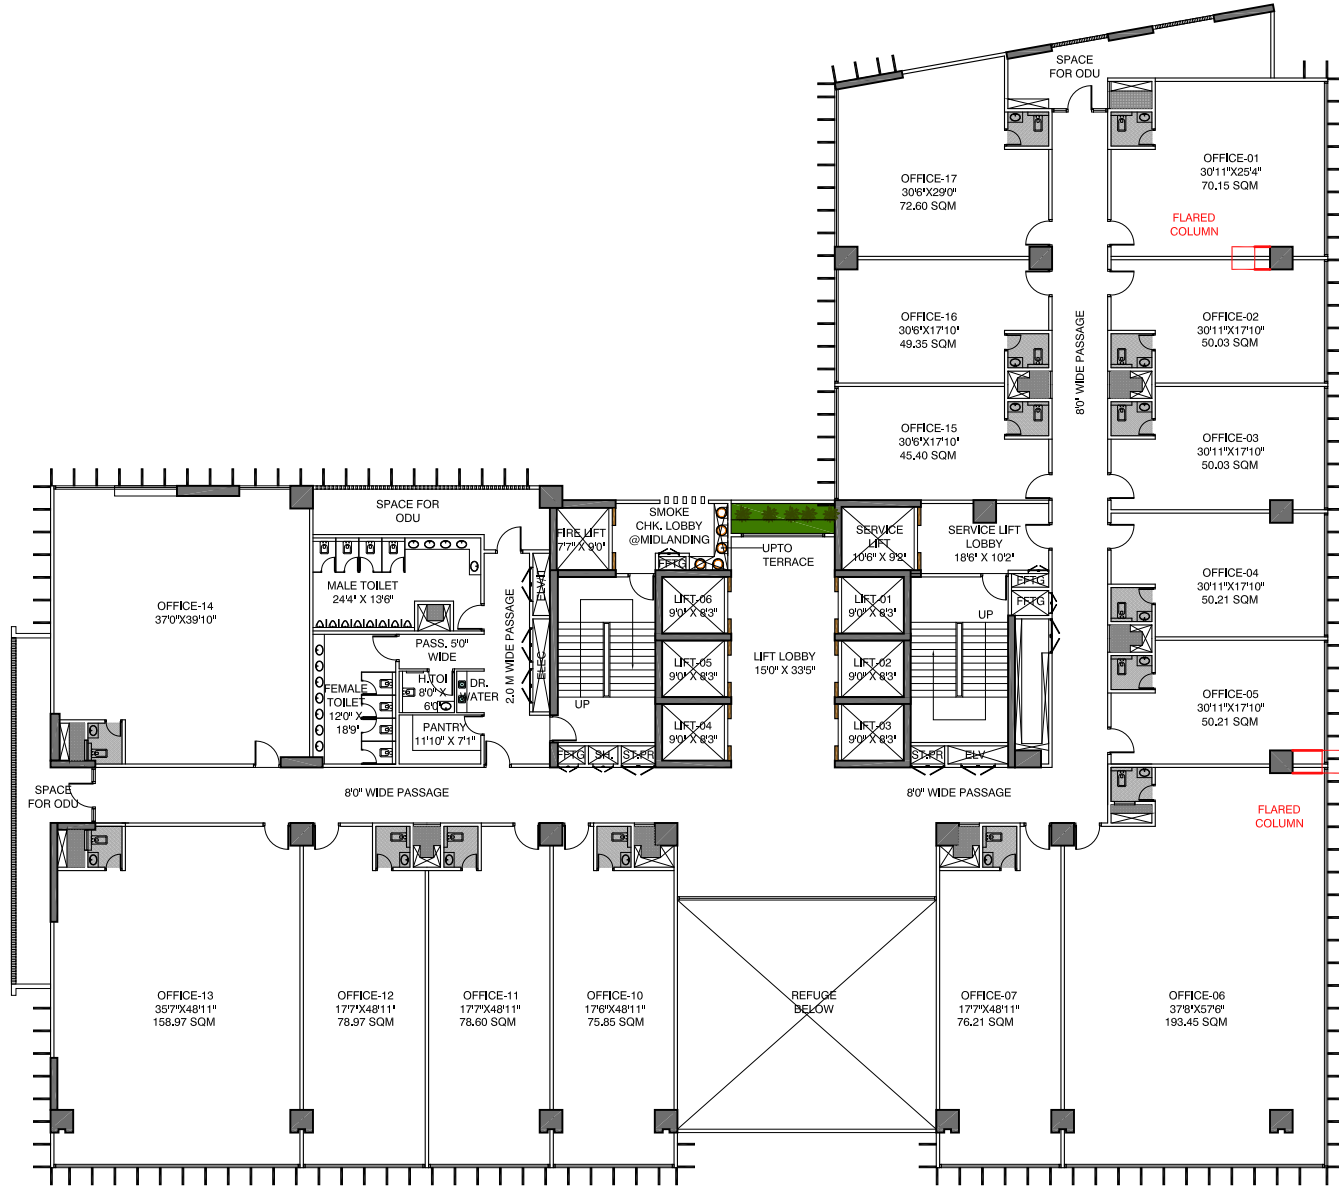 SPACE
FOR ODU
OFFICE-17
30'6"X29'0"
72.60 SQM
OFFICE-01
30'11"X25'4"
70.15 SQM
FLARED
COLUMN
OFFICE-16
30'6"X17'10"
49.35 SQM
8'0" WIDE PASSAGE
OFFICE-02
30'11"X17'10"
50.03 SQM
OFFICE-15
30'6"X17'10"
45.40 SQM
OFFICE-03
30'11"X17'10"
50.03 SQM
SPACE FOR
ODU
FIRE LIFT
7'7" X 9'0"
SMOKE
CHK. LOBBY
@MIDLANDING
FFTG
UPTO
TERRACE
SERVICE
LIFT
10'6" X 9'2"
SERVICE LIFT
LOBBY
18'6" X 10'2"
FFTG
FFTG
OFFICE-04
30'11"X17'10"
50.21 SQM
OFFICE-14
37'0"X39'10"
MALE TOILET
24'4" X 13'6"
PASS. 5'0"
WIDE
2.0 M WIDE PASSAGE
ELV/L
ELEC
LIFT-06
9'0" X 8'3"
LIFT-01
9'0" X 8'3"
UP
LIFT LOBBY
15'0" X 33'5"
LIFT-05
9'0" X 8'3"
LIFT-02
9'0" X 8'3"
FEMALE
TOILET
12'0" X
18'9"
H.TOI
8'0" X
6'0"
DR.
WATER
PANTRY
11'10" X 7'1"
UP
LIFT-04
9'0" X 8'3"
LIFT-03
9'0" X 8'3"
OFFICE-05
30'11"X17'10"
50.21 SQM
FFTG
SH.
ST.PR
ST.PR
ELV
SPACE
FOR ODU
8'0" WIDE PASSAGE
8'0" WIDE PASSAGE
FLARED
COLUMN
OFFICE-13
35'7"X48'11"
158.97 SQM
OFFICE-12
17'7"X48'11"
78.97 SQM
OFFICE-11
17'7"X48'11"
78.60 SQM
OFFICE-10
17'6"X48'11"
75.85 SQM
REFUGE
BELOW
OFFICE-07
17'7"X48'11"
76.21 SQM
OFFICE-06
37'8"X57'6"
193.45 SQM